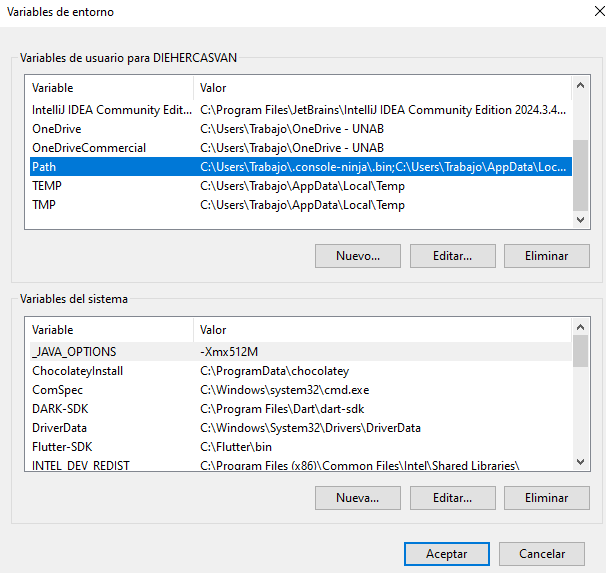 Variables de entorno
Variables de usuario para DIEHERCASVAN
Variable Valor
IntelliJ IDEA Community Edit... C:\Program Files\JetBrains\IntelliJ IDEA Community Edition 2024.3.4...
OneDrive C:\Users\Trabajo\OneDrive - UNAB
OneDriveCommercial C:\Users\Trabajo\OneDrive - UNAB
Path C:\Users\Trabajo\.console-ninja\.bin;C:\Users\Trabajo\AppData\Loc...
TEMP C:\Users\Trabajo\AppData\Local\Temp
TMP C:\Users\Trabajo\AppData\Local\Temp
Nuevo... Editar... Eliminar
Variables del sistema
Variable Valor
_JAVA_OPTIONS -Xmx512M
ChocolateyInstall C:\ProgramData\chocolatey
ComSpec C:\Windows\system32\cmd.exe
DARK-SDK C:\Program Files\Dart\dart-sdk
DriverData C:\Windows\System32\Drivers\DriverData
Flutter-SDK C:\Flutter\bin
INTEL_DEV_REDIST C:\Program Files (x86)\Common Files\Intel\Shared Libraries\
Nueva... Editar... Eliminar
Aceptar Cancelar